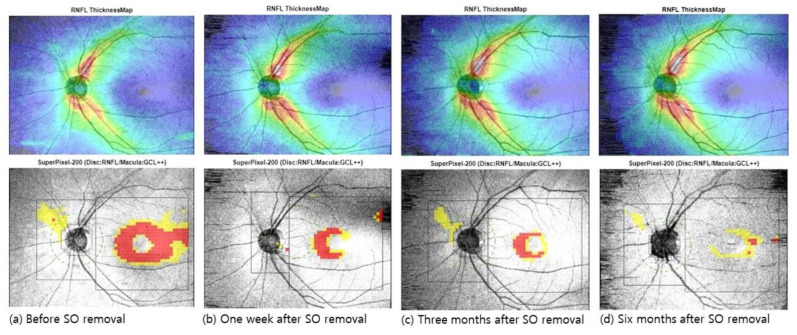 RNFL ThicknessMap
RNFL ThicknessMap
RNFL ThicknessMap
RNFL ThicknessMap
SuperPixel-200 (Disc:RNFL/Macula:GCL++)
SuperPixel-200 (Disc:RNFL/Macula:GCL++)
SuperPixel-200 (Disc:RNFL/Macula:GCL++)
SuperPixel-200 (Disc:RNFL/Macula:GCL++)
(a) Before SO removal
(b) One week after SO removal
(c) Three months after SO removal
(d) Six months after SO removal